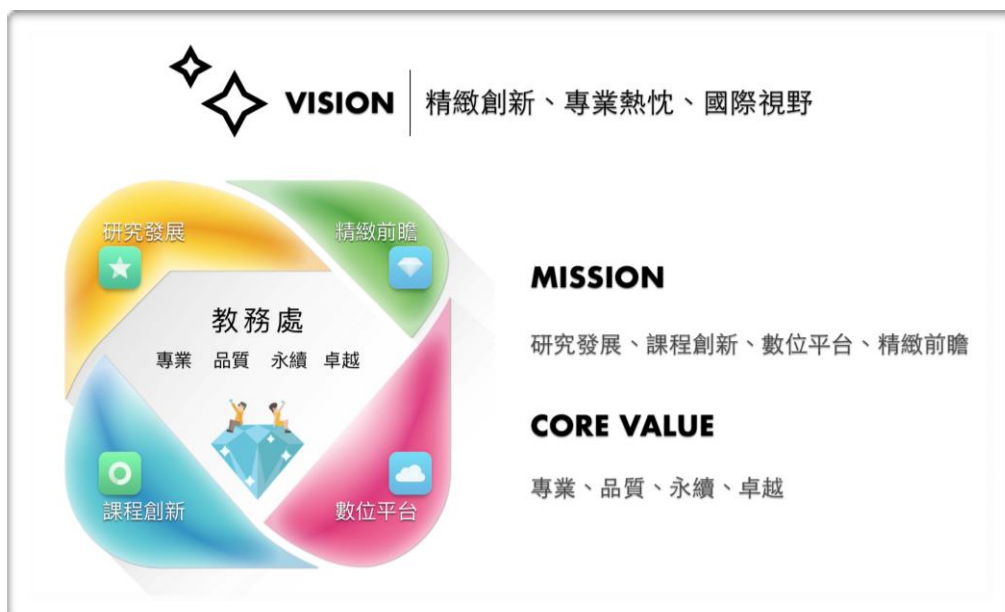 VISION 精緻創新、專業熱忱、國際視野
研究發展
精緻前瞻
教務處
專業 品質 永續 卓越
課程創新
數位平台
MISSION
研究發展、課程創新、數位平台、精緻前瞻
CORE VALUE
專業、品質、永續、卓越